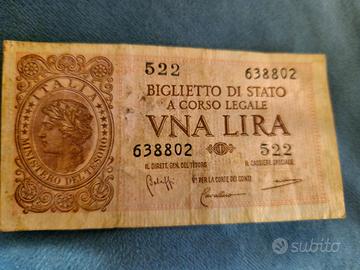 522 638802
BIGLIETTO DI STATO
A CORSO LEGALE
VNA LIRA
638802 522
IL DIRETT. GEN. DEL TESORO IL CASSIERE SPECIALE
Vº PER LA CORTE DEI CONTI
ITALIA
MINISTERO DEL TESORO
subito